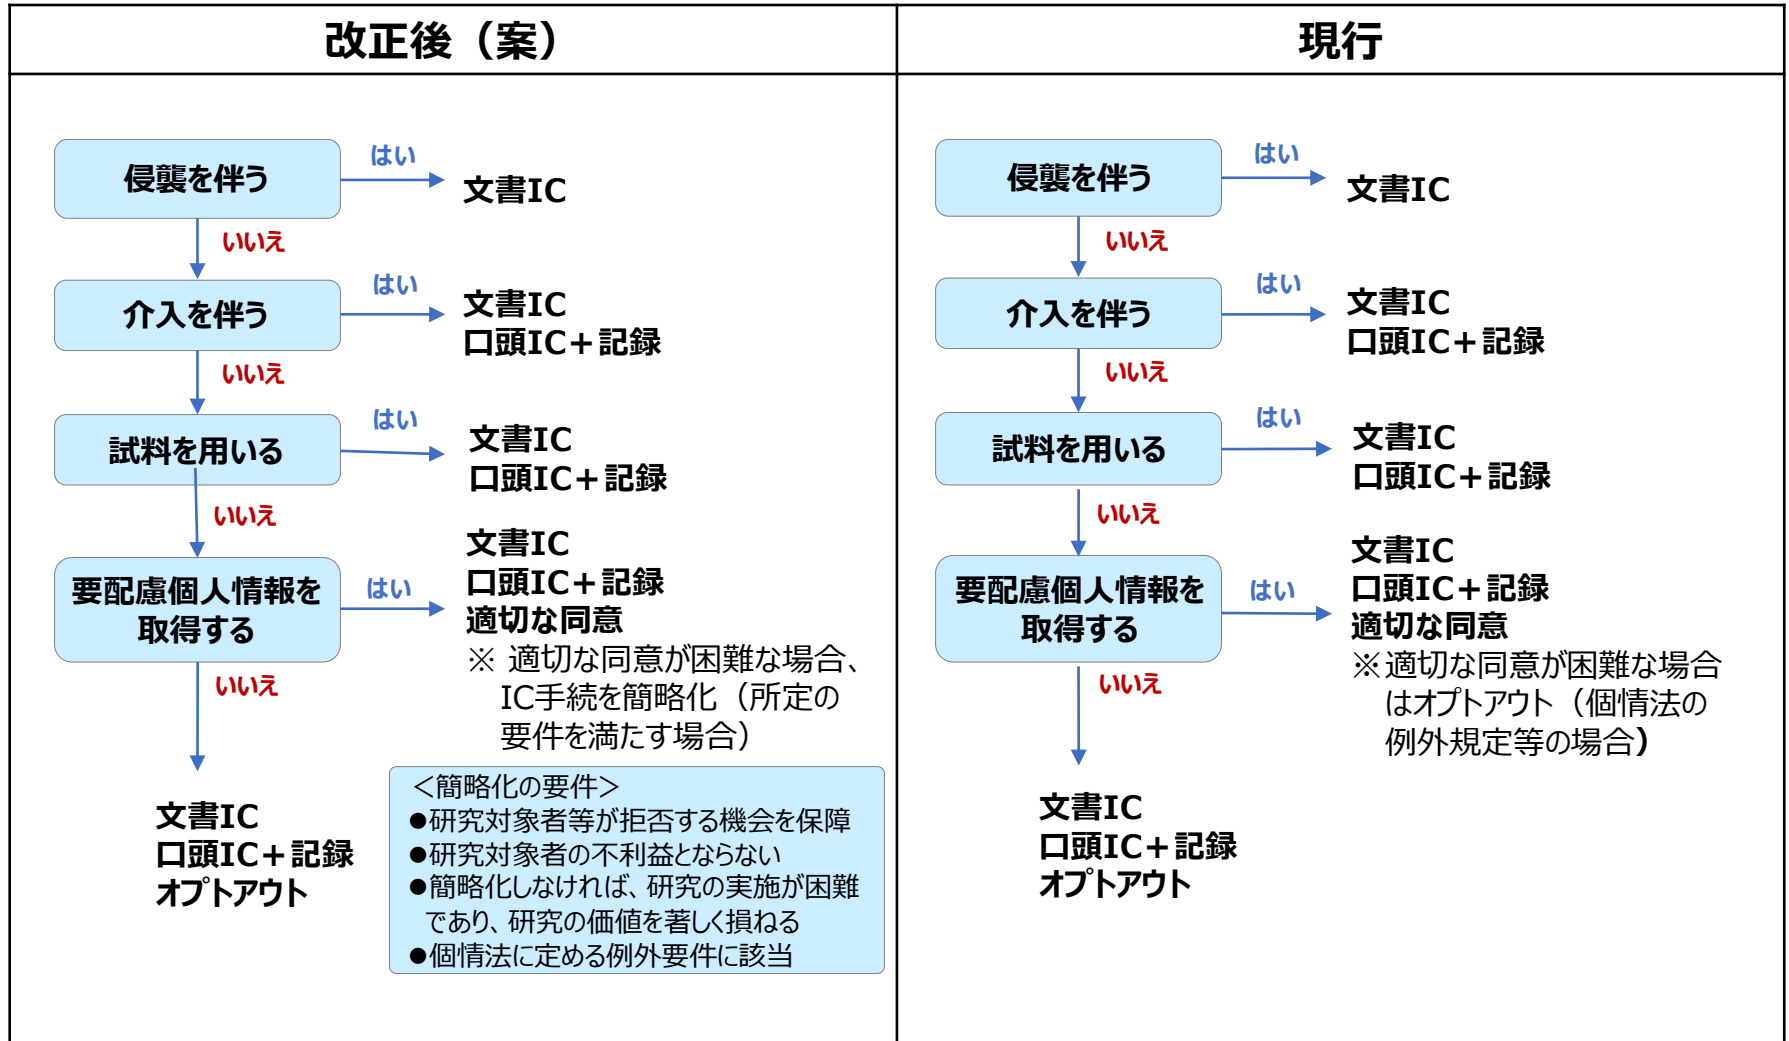 改正後（案）
侵襲を伴う
はい
文書IC
いいえ
介入を伴う
はい
文書IC
口頭IC＋記録
いいえ
試料を用いる
はい
文書IC
口頭IC＋記録
いいえ
要配慮個人情報を
取得する
はい
文書IC
口頭IC＋記録
適切な同意
※ 適切な同意が困難な場合、
IC手続を簡略化（所定の
要件を満たす場合）
いいえ
文書IC
口頭IC＋記録
オプトアウト
＜簡略化の要件＞
●研究対象者等が拒否する機会を保障
●研究対象者の不利益とならない
●簡略化しなければ、研究の実施が困難
であり、研究の価値を著しく損ねる
●個情法に定める例外要件に該当
現行
侵襲を伴う
はい
文書IC
いいえ
介入を伴う
はい
文書IC
口頭IC＋記録
いいえ
試料を用いる
はい
文書IC
口頭IC＋記録
いいえ
要配慮個人情報を
取得する
はい
文書IC
口頭IC＋記録
適切な同意
※適切な同意が困難な場合
はオプトアウト（個情法の
例外規定等の場合）
いいえ
文書IC
口頭IC＋記録
オプトアウト